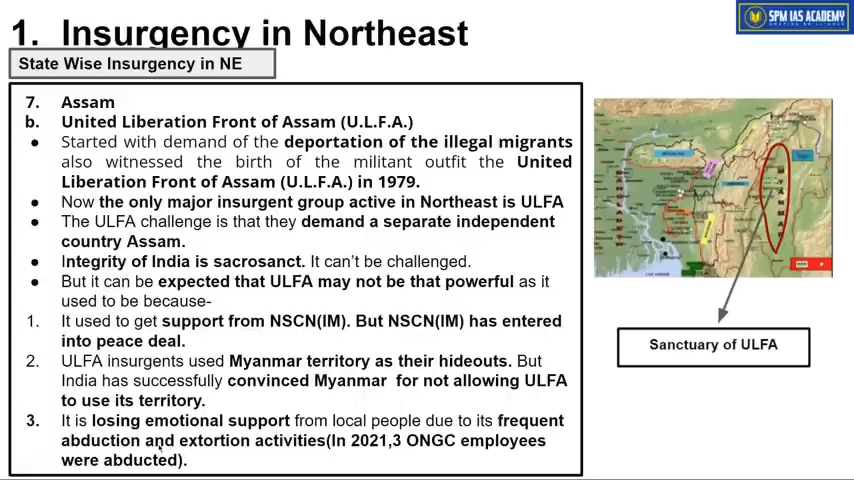 1. Insurgency in Northeast
SPM IAS ACADEMY
State Wise Insurgency in NE
7. Assam
b. United Liberation Front of Assam (U.L.F.A.)
● Started with demand of the deportation of the illegal migrants
also witnessed the birth of the militant outfit the United
Liberation Front of Assam (U.L.F.A.) in 1979.
● Now the only major insurgent group active in Northeast is ULFA
● The ULFA challenge is that they demand a separate independent
country Assam.
● Integrity of India is sacrosanct. It can't be challenged.
● But it can be expected that ULFA may not be that powerful as it
used to be because-
1. It used to get support from NSCN(IM). But NSCN(IM) has entered
into peace deal.
2. ULFA insurgents used Myanmar territory as their hideouts. But
India has successfully convinced Myanmar for not allowing ULFA
to use its territory.
3. It is losing emotional support from local people due to its frequent
abduction and extortion activities(In 2021,3 ONGC employees
were abducted).
Sanctuary of ULFA